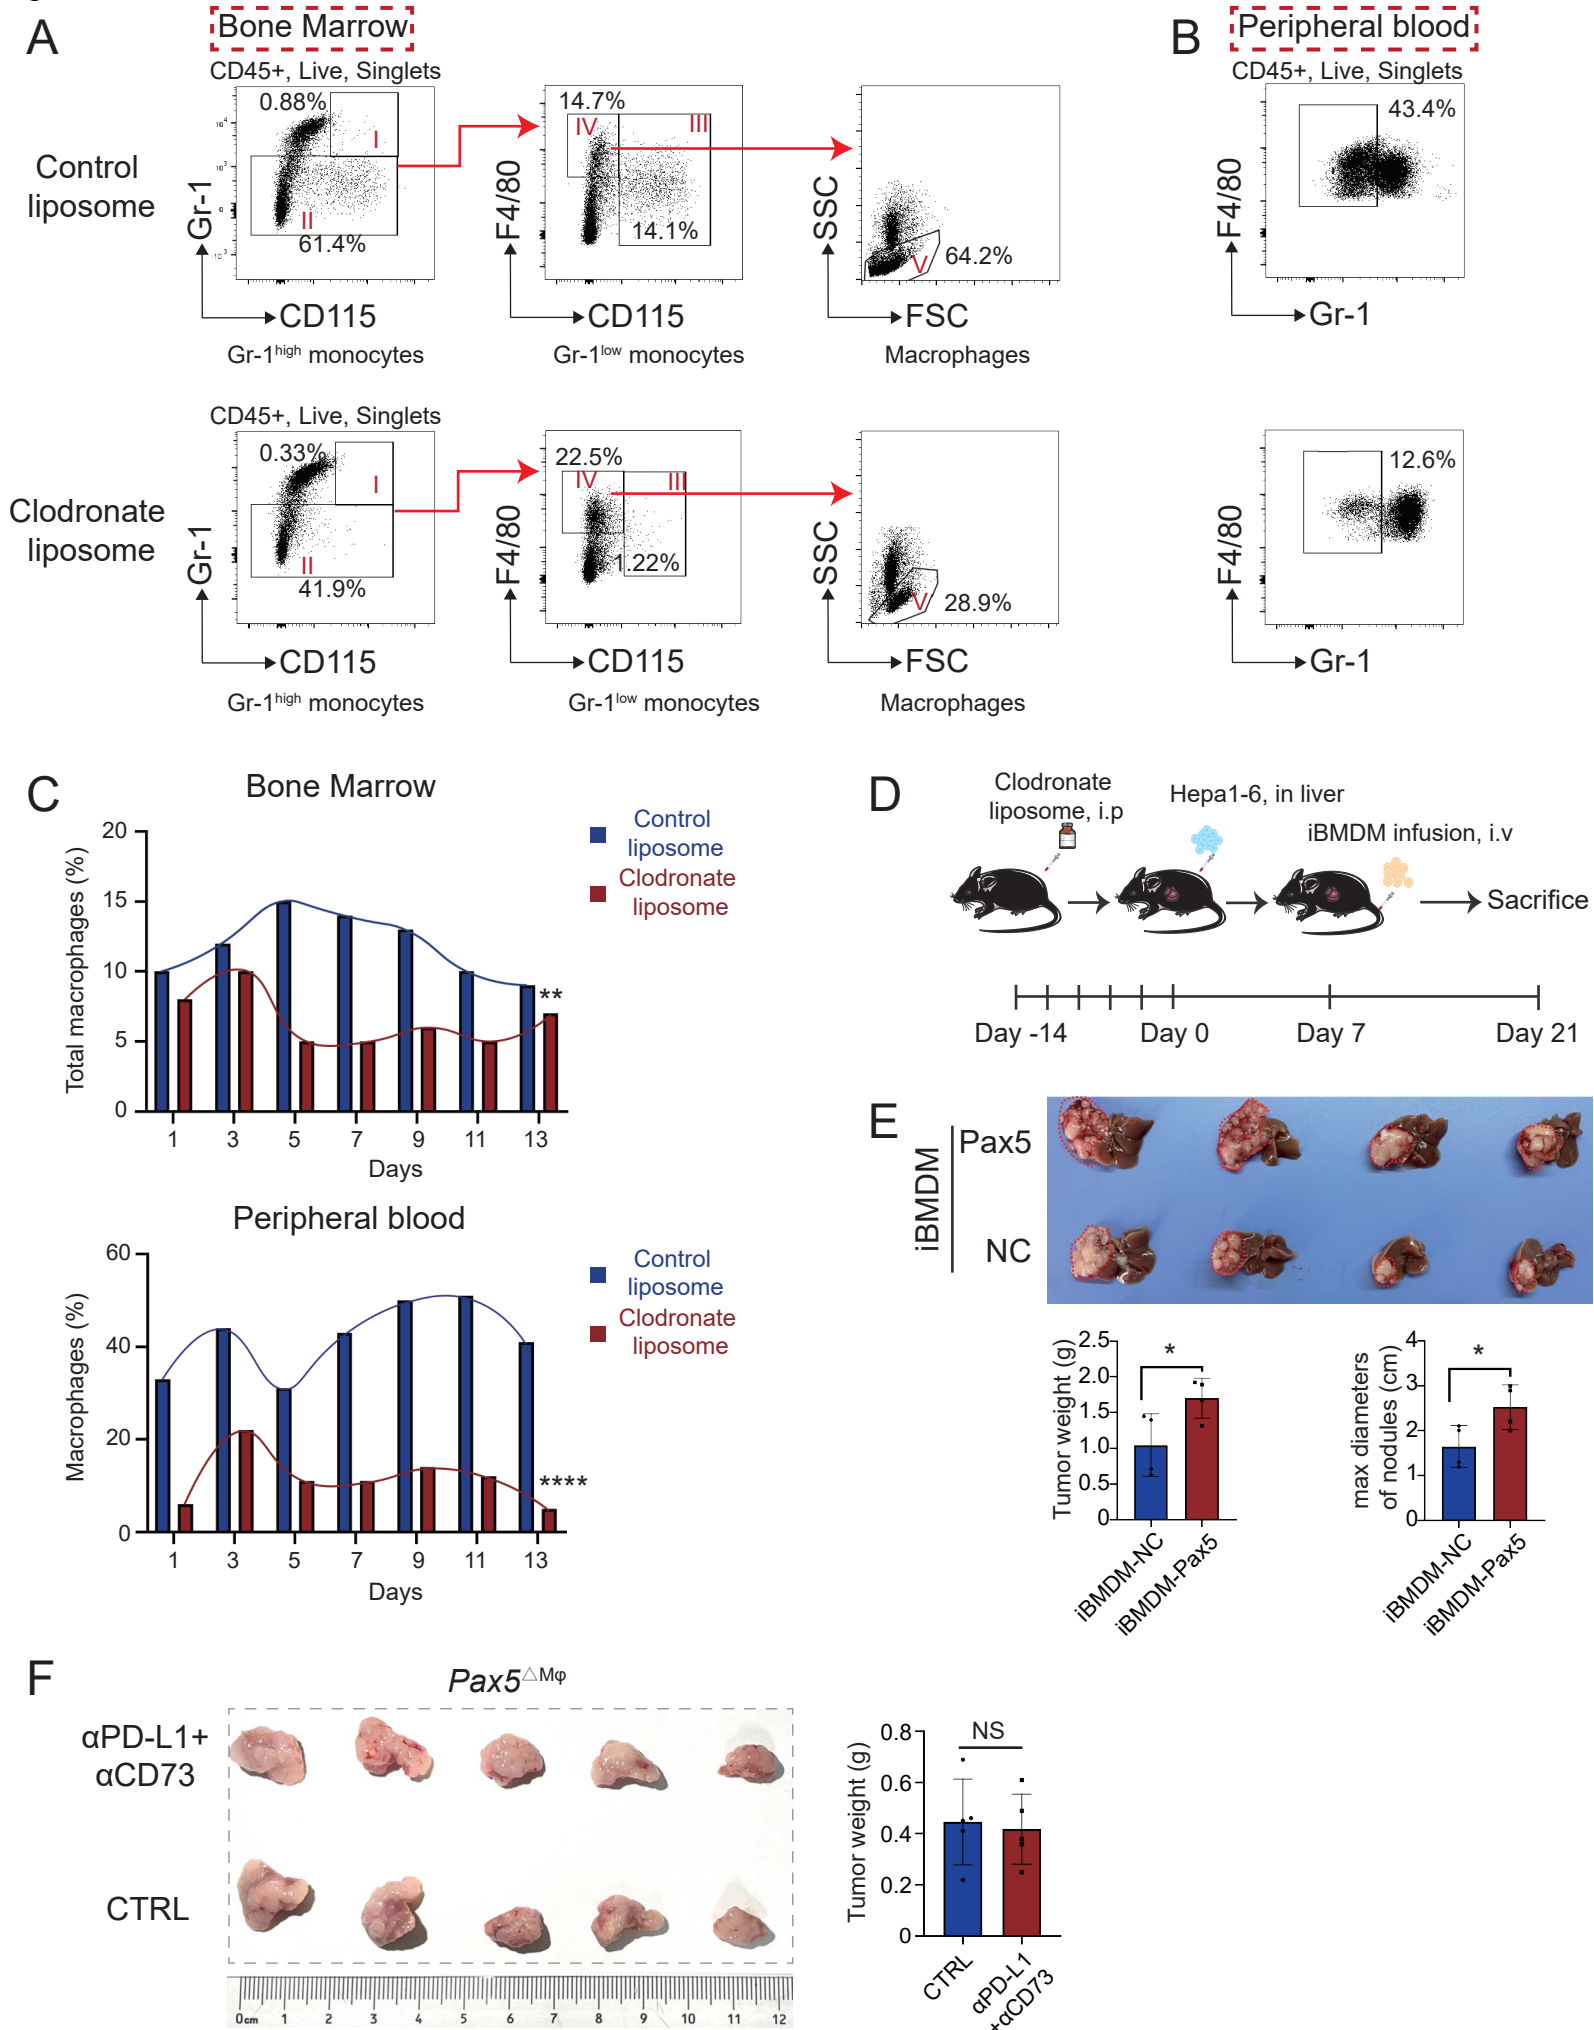 A
Bone Marrow
B
Peripheral blood
CD45+, Live, Singlets
CD45+, Live, Singlets
Control
liposome
0.88%
I
II
61.4%
10⁴
10³
0
-10³
Gr-1
CD115
Gr-1high monocytes
14.7%
IV
III
14.1%
F4/80
CD115
Gr-1low monocytes
V
64.2%
SSC
FSC
Macrophages
43.4%
F4/80
Gr-1
Clodronate
liposome
CD45+, Live, Singlets
0.33%
I
II
41.9%
Gr-1
CD115
Gr-1high monocytes
22.5%
IV
III
1.22%
F4/80
CD115
Gr-1low monocytes
V
28.9%
SSC
FSC
Macrophages
12.6%
F4/80
Gr-1
C
Bone Marrow
Control
liposome
Clodronate
liposome
Total macrophages (%)
20
15
10
5
0
**
1 3 5 7 9 11 13
Days
Peripheral blood
Control
liposome
Clodronate
liposome
Macrophages (%)
60
40
20
0
****
1 3 5 7 9 11 13
Days
D
Clodronate
liposome, i.p
Hepa1-6, in liver
iBMDM infusion, i.v
Sacrifice
Day -14 Day 0 Day 7 Day 21
E
iBMDM
Pax5
NC
Tumor weight (g)
2.5
2.0
1.5
1.0
0.5
0
*
iBMDM-NC
iBMDM-Pax5
max diameters
of nodules (cm)
4
3
2
1
0
*
iBMDM-NC
iBMDM-Pax5
F
Pax5△Mφ
αPD-L1+
αCD73
CTRL
0cm 1 2 3 4 5 6 7 8 9 10 11 12
Tumor weight (g)
0.8
0.6
0.4
0.2
0
NS
CTRL
αPD-L1
+αCD73